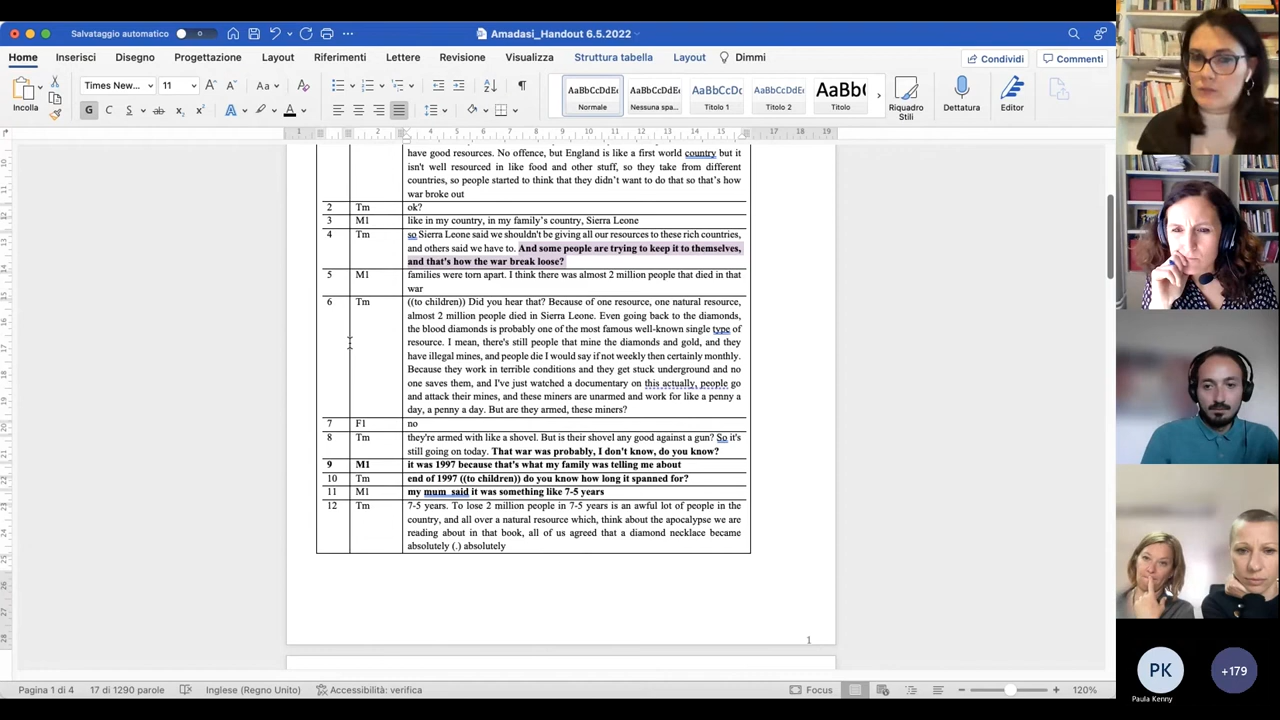 Salvataggio automatico
Amadasi_Handout 6.5.2022
Home Inserisci Disegno Progettazione Layout Riferimenti Lettere Revisione Visualizza Struttura tabella Layout Dimmi
Condividi Commenti
Incolla
Times New... 11
AaBbCcDdEe Normale
AaBbCcDdEe Nessuna spa...
AaBbCcDc Titolo 1
AaBbCcDdEe Titolo 2
AaBb( Titolo
Riquadro Stili
Dettatura
Editor
have good resources. No offence, but England is like a first world country but it
isn't well resourced in like food and other stuff, so they take from different
countries, so people started to think that they didn't want to do that so that's how
war broke out
2 Tm ok?
3 M1 like in my country, in my family's country, Sierra Leone
4 Tm so Sierra Leone said we shouldn't be giving all our resources to these rich countries,
and others said we have to. And some people are trying to keep it to themselves,
and that's how the war break loose?
5 M1 families were torn apart. I think there was almost 2 million people that died in that
war
6 Tm ((to children)) Did you hear that? Because of one resource, one natural resource,
almost 2 million people died in Sierra Leone. Even going back to the diamonds,
the blood diamonds is probably one of the most famous well-known single type of
resource. I mean, there's still people that mine the diamonds and gold, and they
have illegal mines, and people die I would say if not weekly then certainly monthly.
Because they work in terrible conditions and they get stuck underground and no
one saves them, and I've just watched a documentary on this actually, people go
and attack their mines, and these miners are unarmed and work for like a penny a
day, a penny a day. But are they armed, these miners?
7 F1 no
8 Tm they're armed with like a shovel. But is their shovel any good against a gun? So it's
still going on today. That war was probably, I don't know, do you know?
9 M1 it was 1997 because that's what my family was telling me about
10 Tm end of 1997 ((to children)) do you know how long it spanned for?
11 M1 my mum said it was something like 7-5 years
12 Tm 7-5 years. To lose 2 million people in 7-5 years is an awful lot of people in the
country, and all over a natural resource which, think about the apocalypse we are
reading about in that book, all of us agreed that a diamond necklace became
absolutely (.) absolutely
1
Pagina 1 di 4 17 di 1290 parole Inglese (Regno Unito) Accessibilità: verifica Focus 120%
PK
Paula Kenny
+179